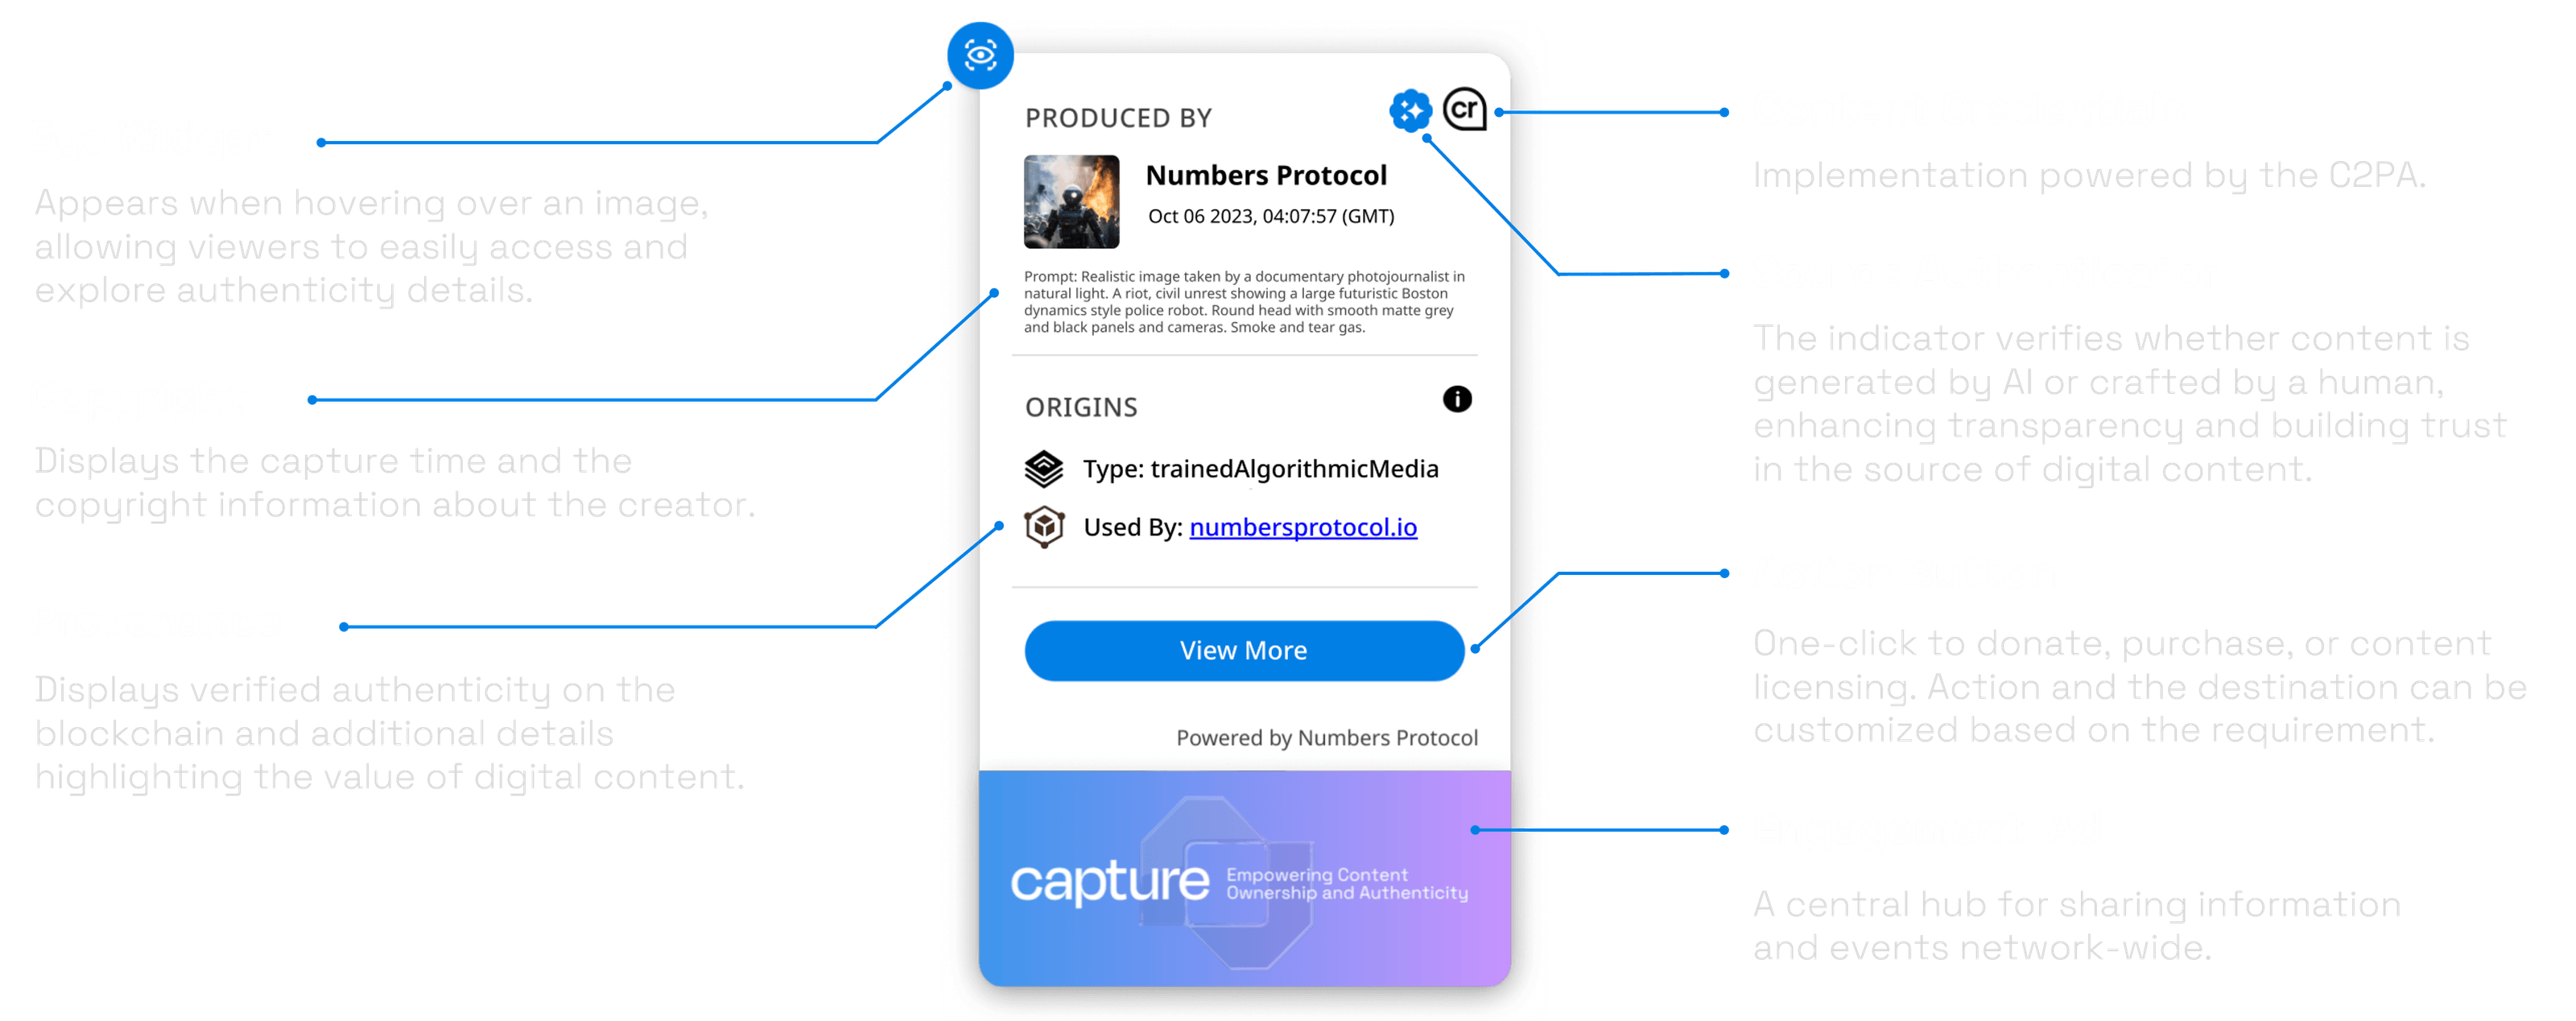 Appears when hovering over an image,
allowing viewers to easily access and
explore authenticity details.
Displays the capture time and the
copyright information about the creator.
Displays verified authenticity on the
blockchain and additional details
highlighting the value of digital content.
PRODUCED BY
cr
Numbers Protocol
Oct 06 2023, 04:07:57 (GMT)
Prompt: Realistic image taken by a documentary photojournalist in
natural light. A riot, civil unrest showing a large futuristic Boston
dynamics style police robot. Round head with smooth matte grey
and black panels and cameras. Smoke and tear gas.
ORIGINS
i
Type: trainedAlgorithmicMedia
Used By: numbersprotocol.io
View More
Powered by Numbers Protocol
capture
Empowering Content
Ownership and Authenticity
Implementation powered by the C2PA.
The indicator verifies whether content is
generated by AI or crafted by a human,
enhancing transparency and building trust
in the source of digital content.
One-click to donate, purchase, or content
licensing. Action and the destination can be
customized based on the requirement.
A central hub for sharing information
and events network-wide.